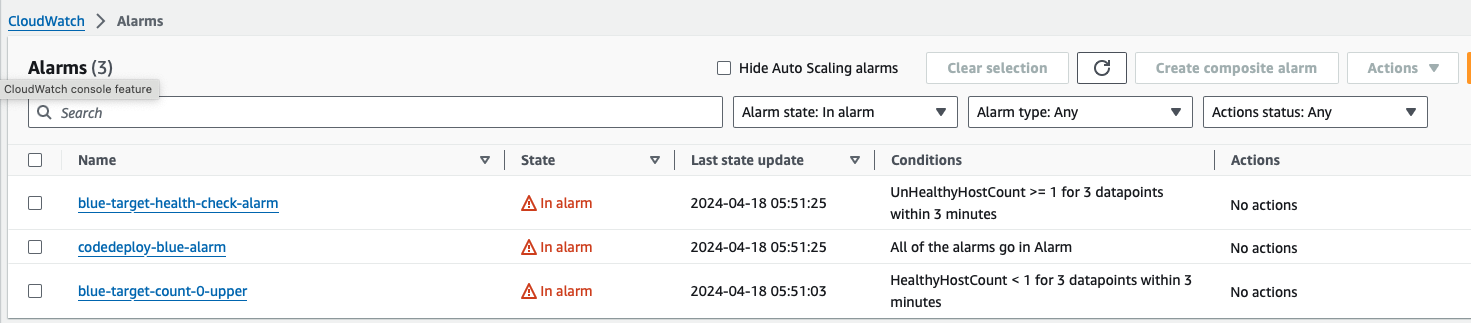 CloudWatch > Alarms
Alarms (3)
Hide Auto Scaling alarms
Clear selection
Create composite alarm
Actions
CloudWatch console feature
Search
Alarm state: In alarm
Alarm type: Any
Actions status: Any
Name State Last state update Conditions Actions
blue-target-health-check-alarm In alarm 2024-04-18 05:51:25 UnHealthyHostCount >= 1 for 3 datapoints No actions
within 3 minutes
codedeploy-blue-alarm In alarm 2024-04-18 05:51:25 All of the alarms go in Alarm No actions
blue-target-count-0-upper In alarm 2024-04-18 05:51:03 HealthyHostCount < 1 for 3 datapoints within 3 No actions
minutes